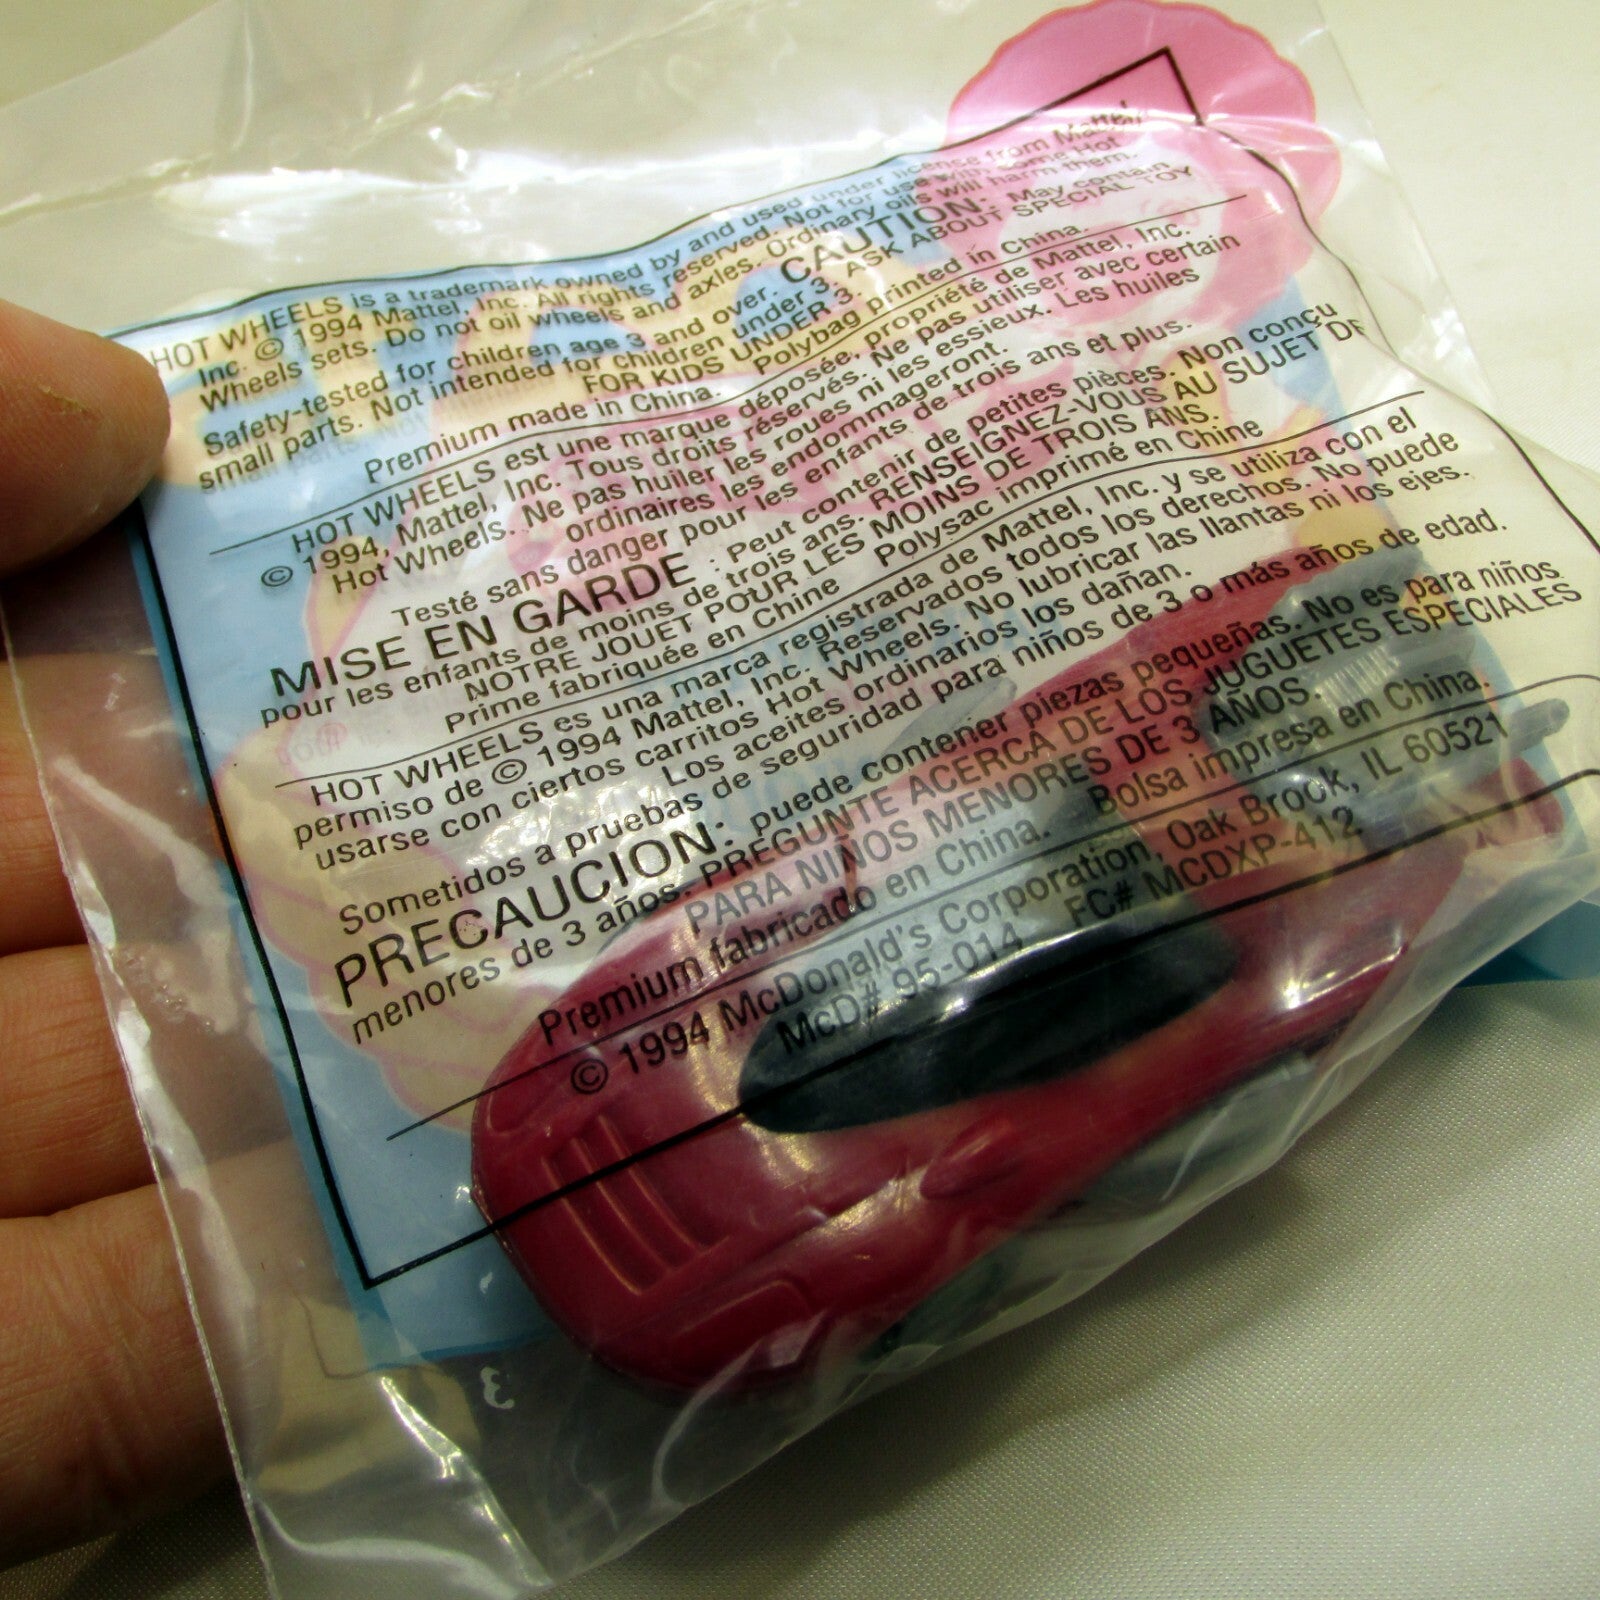 HOT WHEELS is a trademark owned by and used under license from Mattel,
Inc. © 1994 Mattel, Inc. All rights reserved. Not for use with some Hot
Wheels sets. Do not oil wheels and axles. Ordinary oils will harm them.
Safety-tested for children age 3 and over. CAUTION: May contain
small parts. Not intended for children under 3. ASK ABOUT SPECIAL TOY
FOR KIDS UNDER 3.
Premium made in China. Polybag printed in China.
HOT WHEELS est une marque déposée, propriété de Mattel, Inc.
© 1994, Mattel, Inc. Tous droits réservés. Ne pas utiliser avec certain
Hot Wheels. Ne pas huiler les roues ni les essieux. Les huiles
ordinaires les endommageront.
Testé sans danger pour les enfants de trois ans et plus.
MISE EN GARDE : Peut contenir de petites pièces. Non conçu
pour les enfants de moins de trois ans. RENSEIGNEZ-VOUS AU SUJET DE
NOTRE JOUET POUR LES MOINS DE TROIS ANS.
Prime fabriquée en Chine Polysac imprimé en Chine
HOT WHEELS es una marca registrada de Mattel, Inc. y se utiliza con el
permiso de © 1994 Mattel, Inc. Reservados todos los derechos. No puede
usarse con ciertos carritos Hot Wheels. No lubricar las llantas ni los ejes.
Los aceites ordinarios los dañan.
Sometidos a pruebas de seguridad para niños de 3 o más años de edad.
PRECAUCION: puede contener piezas pequeñas. No es para niños
menores de 3 años. PREGUNTE ACERCA DE LOS JUGUETES ESPECIALES
PARA NIÑOS MENORES DE 3 AÑOS.
Premium fabricado en China. Bolsa impresa en China.
© 1994 McDonald's Corporation, Oak Brook, IL 60521
McD# 95-014 FC# MCDXP-412